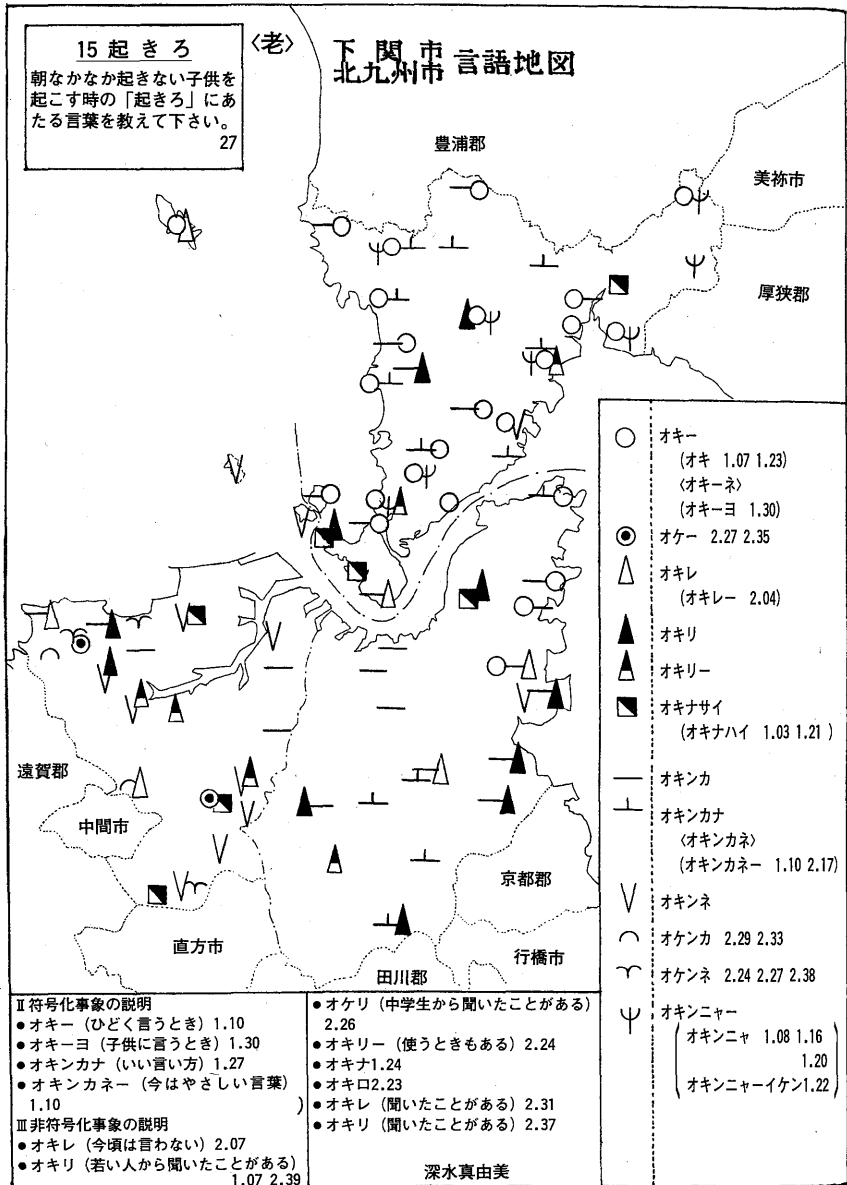 15 起きろ
朝なかなか起きない子供を
起こす時の「起きろ」にあ
たる言葉を教えて下さい。
27
〈老〉
下関市
北九州市 言語地図
豊浦郡
美祢市
厚狭郡
遠賀郡
中間市
直方市
田川郡
京都郡
行橋市
オキー
(オキ 1.07 1.23)
〈オキーネ〉
(オキーヨ 1.30)
オケー 2.27 2.35
オキレ
(オキレー 2.04)
オキリ
オキリー
オキナサイ
(オキナハイ 1.03 1.21 )
オキンカ
オキンカナ
〈オキンカネ〉
(オキンカネー 1.10 2.17)
オキンネ
オケンカ 2.29 2.33
オケンネ 2.24 2.27 2.38
オキンニャー
(オキンニャ 1.08 1.16
1.20
オキンニャーイケン1.22)
Ⅱ符号化事象の説明
●オキー(ひどく言うとき)1.10
●オキーヨ(子供に言うとき)1.30
●オキンカナ(いい言い方)1.27
●オキンカネー(今はやさしい言葉)
1.10 )
Ⅲ非符号化事象の説明
●オキレ(今頃は言わない)2.07
●オキリ(若い人から聞いたことがある)
1.07 2.39
●オケリ(中学生から聞いたことがある)
2.26
●オキリー(使うときもある)2.24
●オキナ1.24
●オキロ2.23
●オキレ(聞いたことがある)2.31
●オキリ(聞いたことがある)2.37
深水真由美